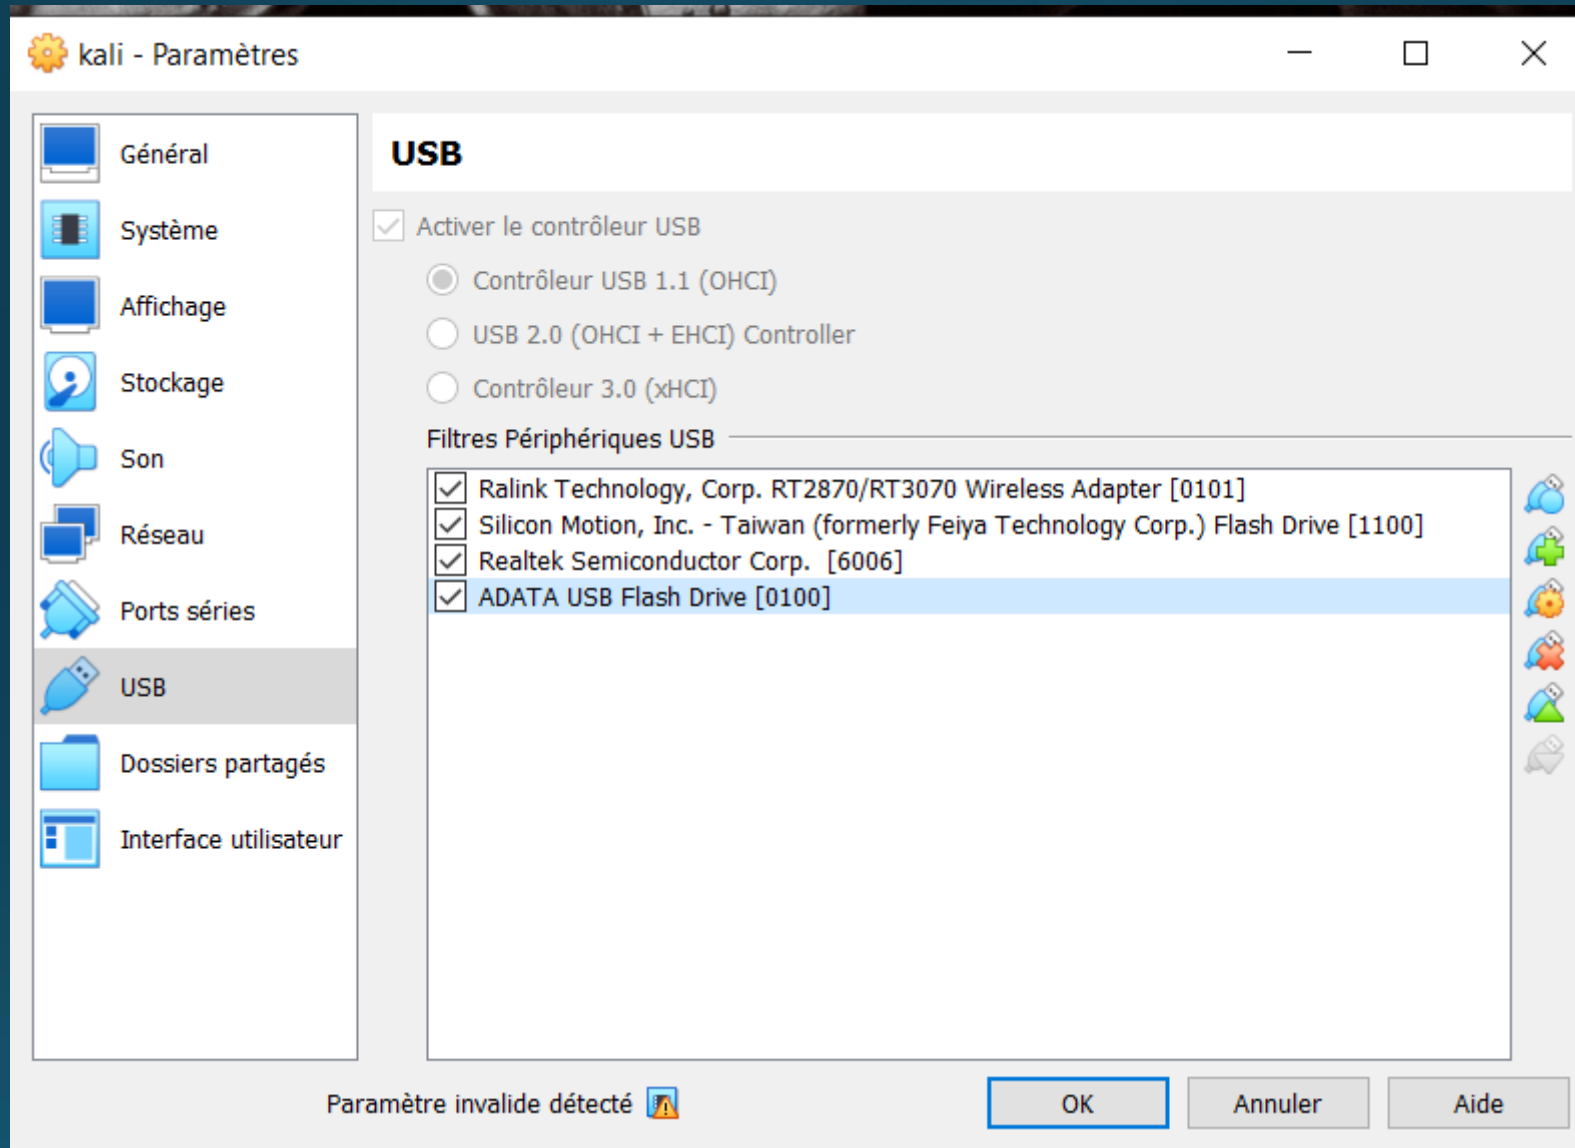 kali - Paramètres
Général
Système
Affichage
Stockage
Son
Réseau
Ports séries
USB
Dossiers partagés
Interface utilisateur
USB
Activer le contrôleur USB
Contrôleur USB 1.1 (OHCI)
USB 2.0 (OHCI + EHCI) Controller
Contrôleur 3.0 (xHCI)
Filtres Périphériques USB
Ralink Technology, Corp. RT2870/RT3070 Wireless Adapter [0101]
Silicon Motion, Inc. - Taiwan (formerly Feiya Technology Corp.) Flash Drive [1100]
Realtek Semiconductor Corp.  [6006]
ADATA USB Flash Drive [0100]
Paramètre invalide détecté
OK
Annuler
Aide